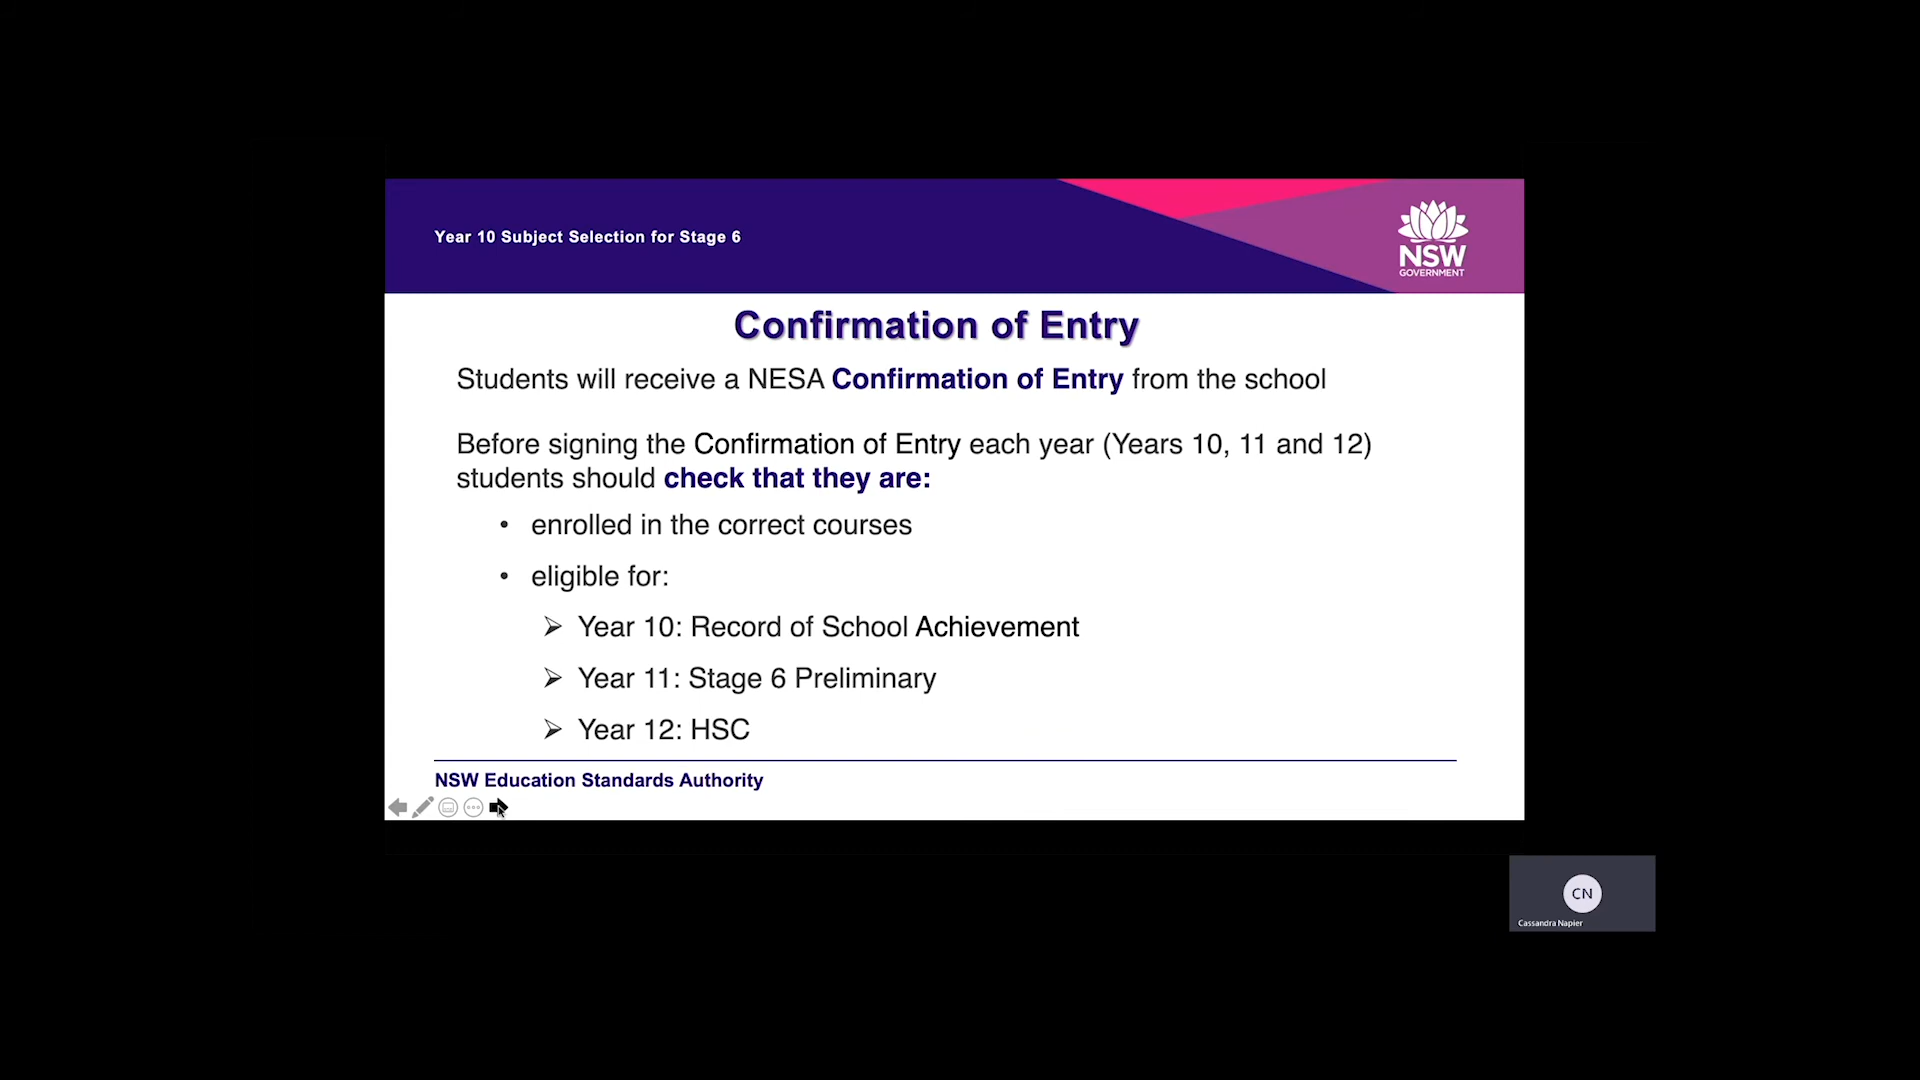 Year 10 Subject Selection for Stage 6
NSW
GOVERNMENT
Confirmation of Entry
Students will receive a NESA Confirmation of Entry from the school
Before signing the Confirmation of Entry each year (Years 10, 11 and 12)
students should check that they are:
• enrolled in the correct courses
• eligible for:
➢ Year 10: Record of School Achievement
➢ Year 11: Stage 6 Preliminary
➢ Year 12: HSC
NSW Education Standards Authority
CN
Cassandra Napier